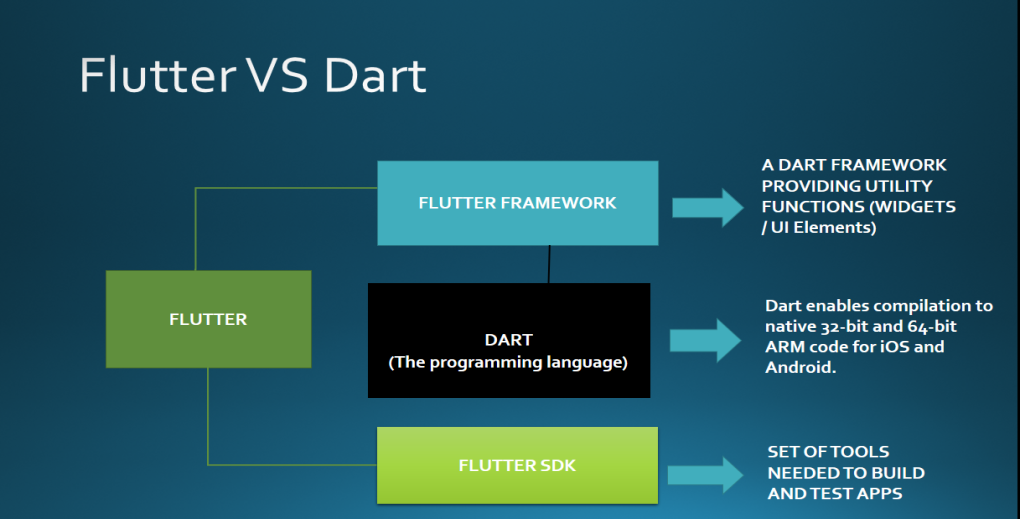 Flutter VS Dart
FLUTTER FRAMEWORK
A DART FRAMEWORK
PROVIDING UTILITY
FUNCTIONS (WIDGETS
/ UI Elements)
FLUTTER
DART
(The programming language)
Dart enables compilation to
native 32-bit and 64-bit
ARM code for iOS and
Android.
FLUTTER SDK
SET OF TOOLS
NEEDED TO BUILD
AND TEST APPS